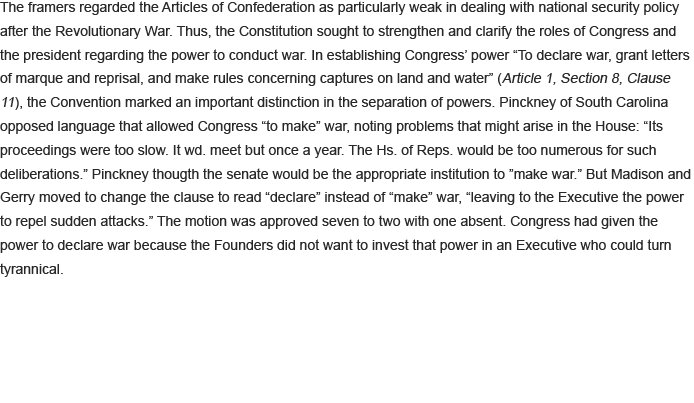 The framers regarded the Articles of Confederation as particularly weak in dealing with national security policy
after the Revolutionary War. Thus, the Constitution sought to strengthen and clarify the roles of Congress and
the president regarding the power to conduct war. In establishing Congress’ power “To declare war, grant letters
of marque and reprisal, and make rules concerning captures on land and water” (Article 1, Section 8, Clause
11), the Convention marked an important distinction in the separation of powers. Pinckney of South Carolina
opposed language that allowed Congress “to make” war, noting problems that might arise in the House: “Its
proceedings were too slow. It wd. meet but once a year. The Hs. of Reps. would be too numerous for such
deliberations.” Pinckney thougth the senate would be the appropriate institution to ”make war.” But Madison and
Gerry moved to change the clause to read “declare” instead of “make” war, “leaving to the Executive the power
to repel sudden attacks.” The motion was approved seven to two with one absent. Congress had given the
power to declare war because the Founders did not want to invest that power in an Executive who could turn
tyrannical.